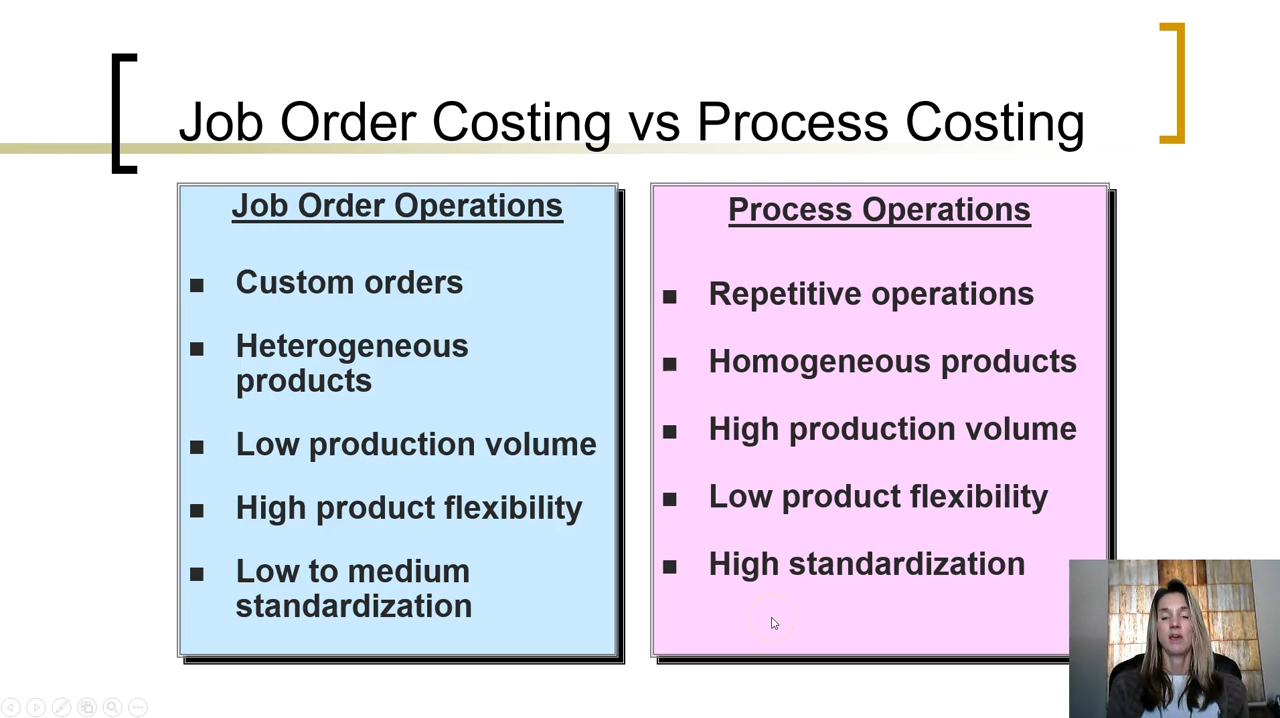 Job Order Costing vs Process Costing
Job Order Operations
Custom orders
Heterogeneous
products
Low production volume
High product flexibility
Low to medium
standardization
Process Operations
Repetitive operations
Homogeneous products
High production volume
Low product flexibility
High standardization